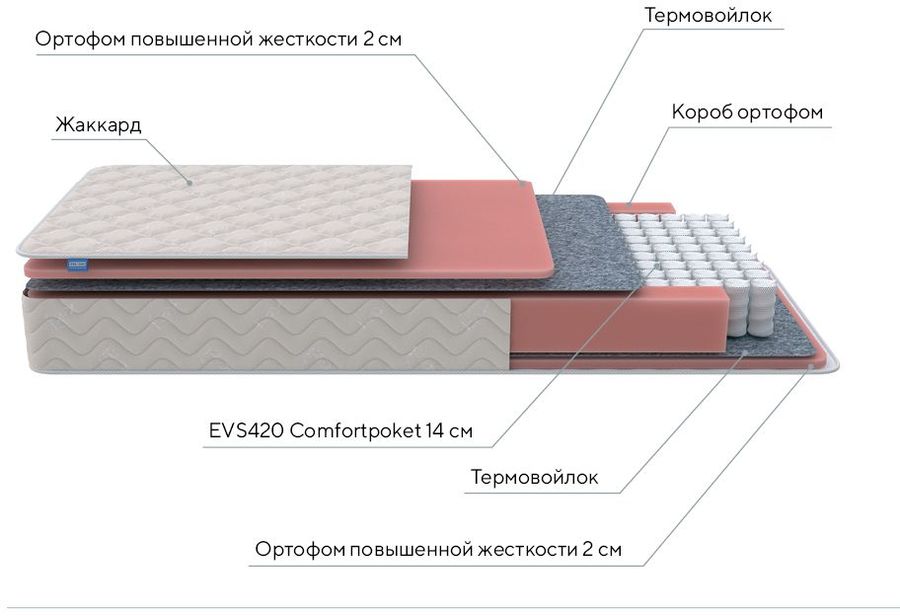 Термовойлок
Ортофом повышенной жесткости 2 см
Короб ортофом
Жаккард
EVS420 Comfortpoket 14 см
Термовойлок
Ортофом повышенной жесткости 2 см